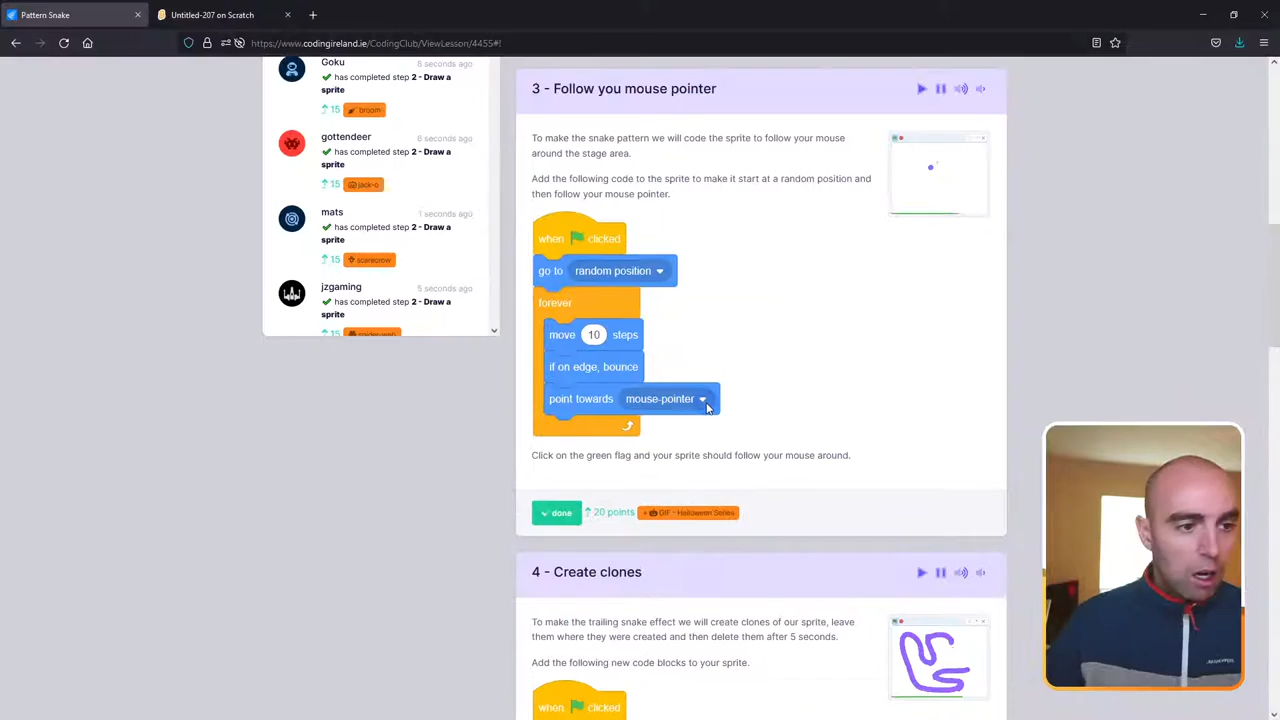 Pattern Snake
Untitled-207 on Scratch
https://www.codingireland.ie/CodingClub/ViewLesson/4455#!
Goku
8 seconds ago
has completed step 2 - Draw a
sprite
15 broom
gottendeer
6 seconds ago
has completed step 2 - Draw a
sprite
15 jack-o
mats
1 seconds ago
has completed step 2 - Draw a
sprite
15 scarecrow
jzgaming
5 seconds ago
has completed step 2 - Draw a
sprite
15 spider-web
3 - Follow you mouse pointer
To make the snake pattern we will code the sprite to follow your mouse
around the stage area.
Add the following code to the sprite to make it start at a random position and
then follow your mouse pointer.
when clicked
go to random position
forever
move 10 steps
if on edge, bounce
point towards mouse-pointer
Click on the green flag and your sprite should follow your mouse around.
done 20 points + GIF - Halloween Series
4 - Create clones
To make the trailing snake effect we will create clones of our sprite, leave
them where they were created and then delete them after 5 seconds.
Add the following new code blocks to your sprite.
when clicked